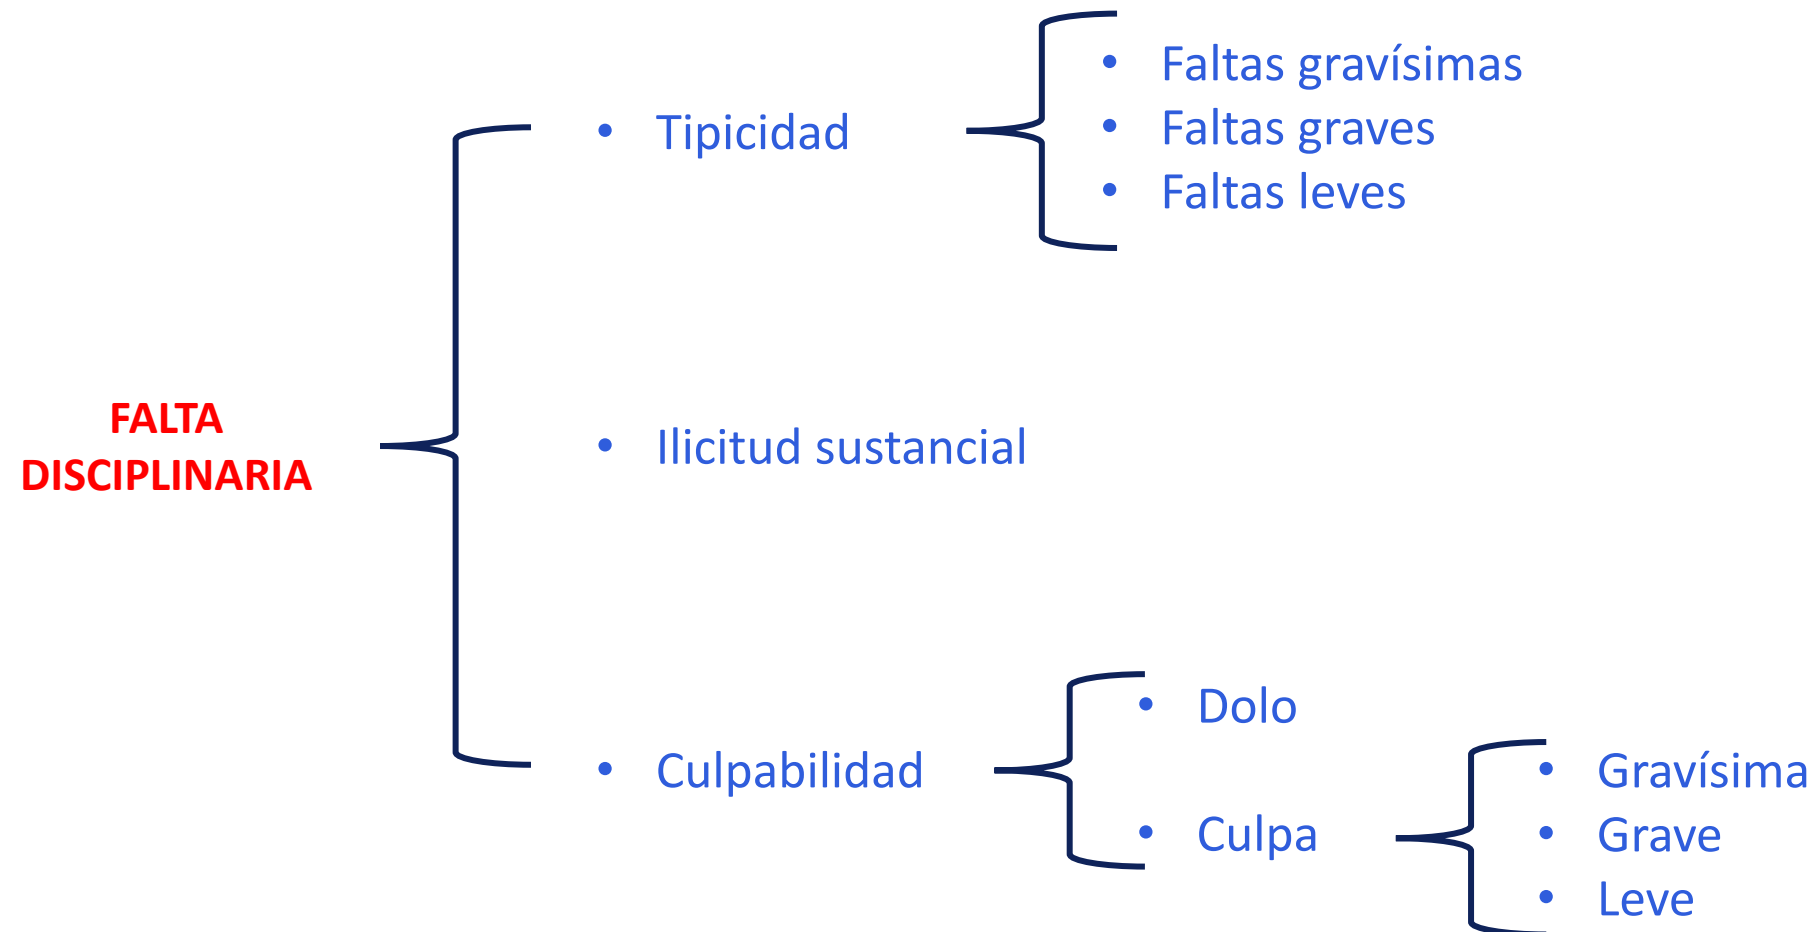 FALTA
DISCIPLINARIA
• Tipicidad
• Faltas gravísimas
• Faltas graves
• Faltas leves
• Ilicitud sustancial
• Culpabilidad
• Dolo
• Culpa
• Gravísima
• Grave
• Leve